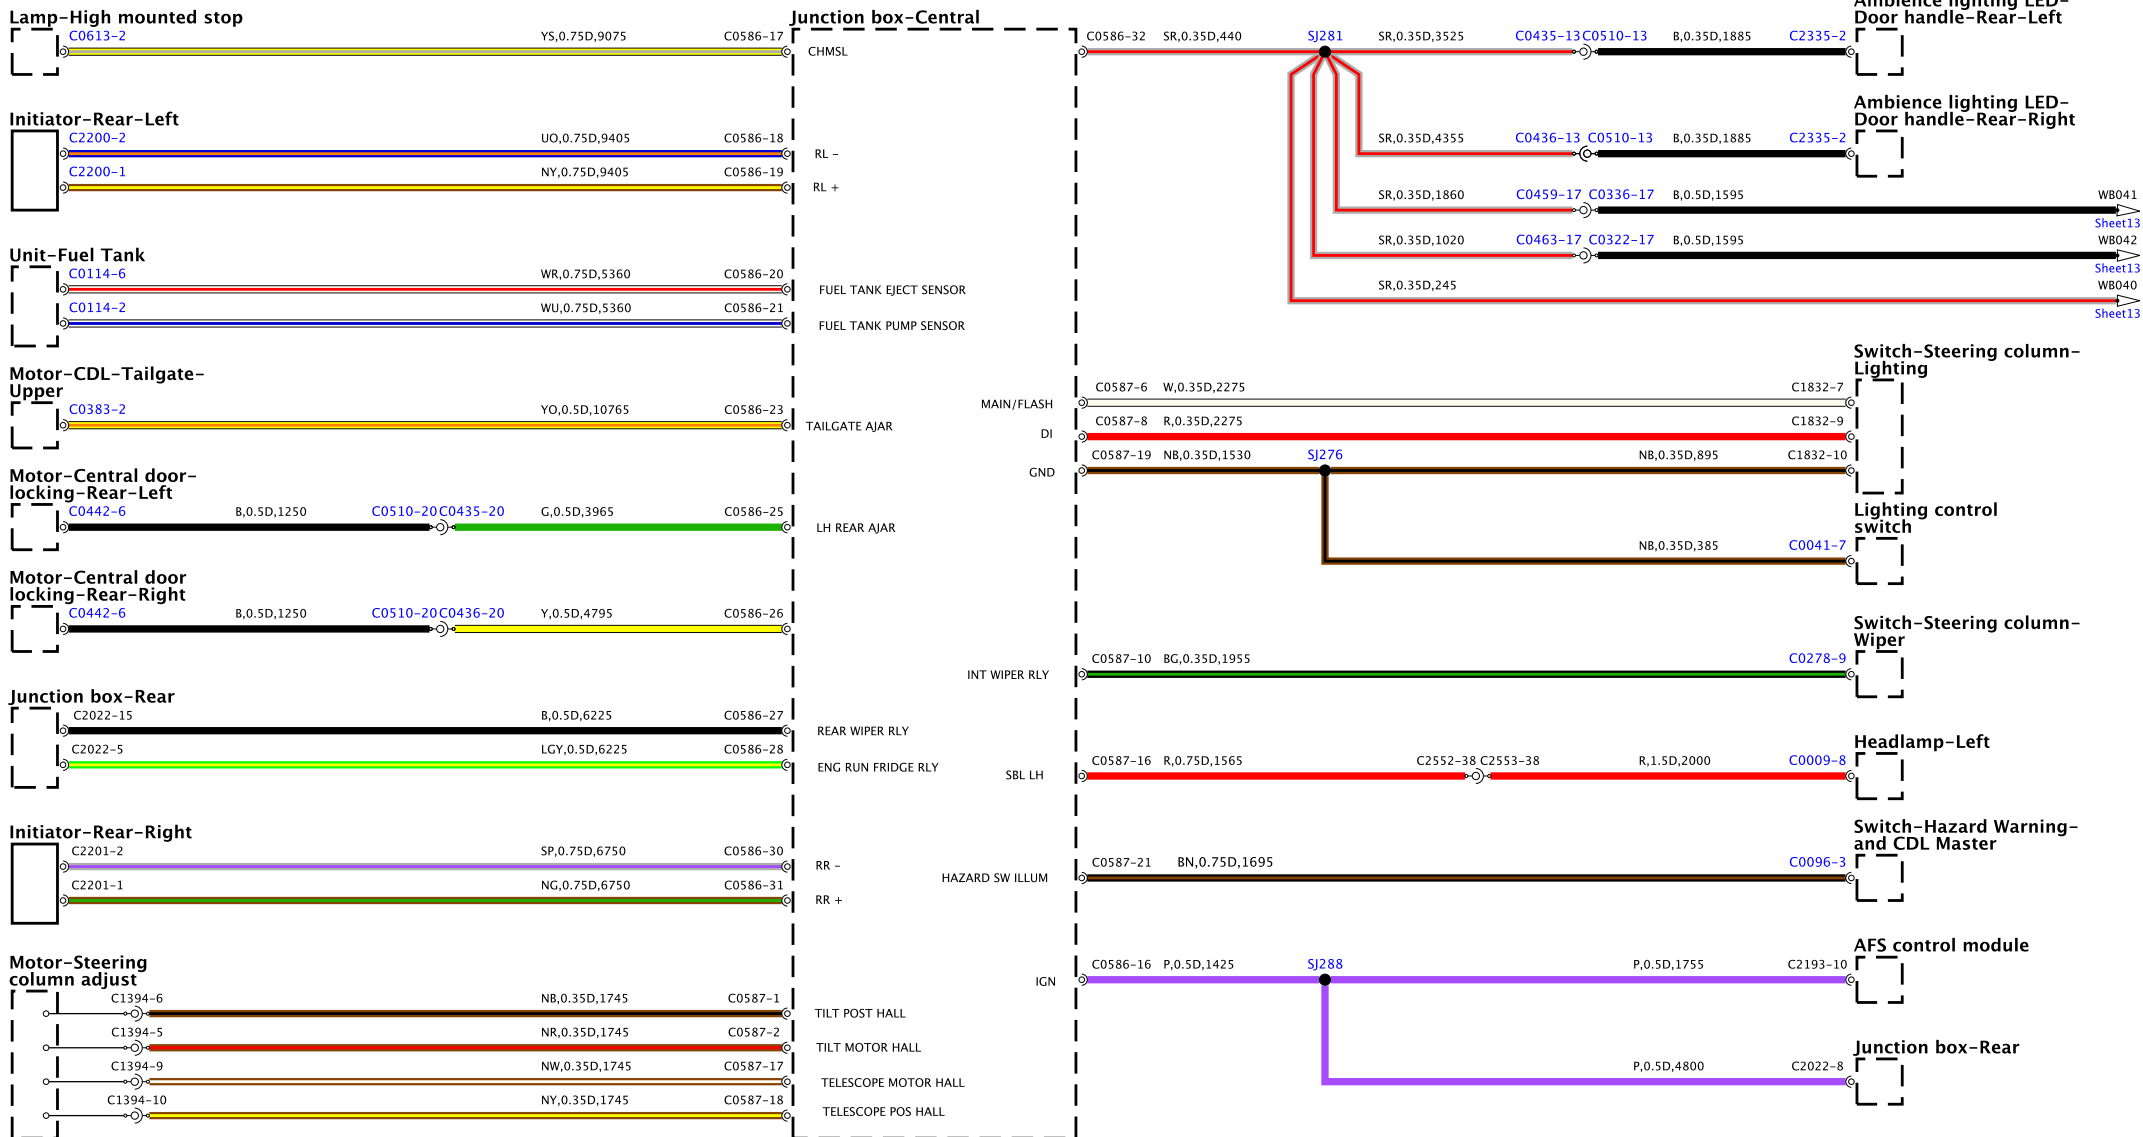 Lamp-High mounted stop
C0613-2 YS,0.75D,9075 C0586-17
CHMSL
Initiator-Rear-Left
C2200-2 UO,0.75D,9405 C0586-18
RL -
C2200-1 NY,0.75D,9405 C0586-19
RL +
Unit-Fuel Tank
C0114-6 WR,0.75D,5360 C0586-20
FUEL TANK EJECT SENSOR
C0114-2 WU,0.75D,5360 C0586-21
FUEL TANK PUMP SENSOR
Motor-CDL-Tailgate-
Upper
C0383-2 YO,0.5D,10765 C0586-23
TAILGATE AJAR
Motor-Central door-
locking-Rear-Left
C0442-6 B,0.5D,1250 C0510-20 C0435-20 G,0.5D,3965 C0586-25
LH REAR AJAR
Motor-Central door
locking-Rear-Right
C0442-6 B,0.5D,1250 C0510-20 C0436-20 Y,0.5D,4795 C0586-26
Junction box-Rear
C2022-15 B,0.5D,6225 C0586-27
REAR WIPER RLY
C2022-5 LGY,0.5D,6225 C0586-28
ENG RUN FRIDGE RLY
Initiator-Rear-Right
C2201-2 SP,0.75D,6750 C0586-30
RR -
C2201-1 NG,0.75D,6750 C0586-31
RR +
Motor-Steering
column adjust
C1394-6 NB,0.35D,1745 C0587-1
TILT POST HALL
C1394-5 NR,0.35D,1745 C0587-2
TILT MOTOR HALL
C1394-9 NW,0.35D,1745 C0587-17
TELESCOPE MOTOR HALL
C1394-10 NY,0.35D,1745 C0587-18
TELESCOPE POS HALL
Junction box-Central
Ambience lighting LED-
Door handle-Rear-Left
C0586-32 SR,0.35D,440 SJ281 SR,0.35D,3525 C0435-13 C0510-13 B,0.35D,1885 C2335-2
Ambience lighting LED-
Door handle-Rear-Right
SR,0.35D,4355 C0436-13 C0510-13 B,0.35D,1885 C2335-2
SR,0.35D,1860 C0459-17 C0336-17 B,0.5D,1595 WB041
Sheet13
SR,0.35D,1020 C0463-17 C0322-17 B,0.5D,1595 WB042
Sheet13
SR,0.35D,245 WB040
Sheet13
Switch-Steering column-
Lighting
C0587-6 W,0.35D,2275 C1832-7
MAIN/FLASH
C0587-8 R,0.35D,2275 C1832-9
DI
C0587-19 NB,0.35D,1530 SJ276 NB,0.35D,895 C1832-10
GND
Lighting control
switch
NB,0.35D,385 C0041-7
Switch-Steering column-
Wiper
C0587-10 BG,0.35D,1955 C0278-9
INT WIPER RLY
Headlamp-Left
C0587-16 R,0.75D,1565 C2552-38 C2553-38 R,1.5D,2000 C0009-8
SBL LH
Switch-Hazard Warning-
and CDL Master
C0587-21 BN,0.75D,1695 C0096-3
HAZARD SW ILLUM
AFS control module
C0586-16 P,0.5D,1425 SJ288 P,0.5D,1755 C2193-10
IGN
Junction box-Rear
P,0.5D,4800 C2022-8